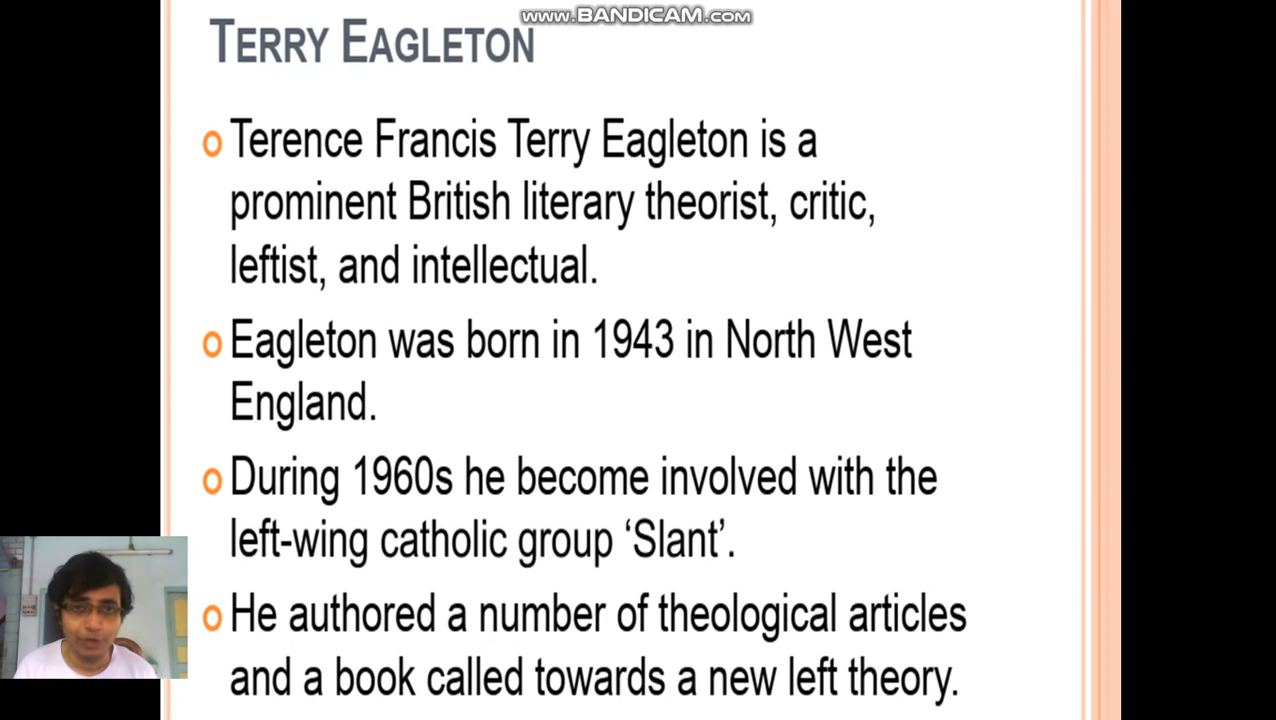 www.BANDICAM.com
TERRY EAGLETON
Terence Francis Terry Eagleton is a
prominent British literary theorist, critic,
leftist, and intellectual.
Eagleton was born in 1943 in North West
England.
During 1960s he become involved with the
left-wing catholic group ‘Slant’.
He authored a number of theological articles
and a book called towards a new left theory.